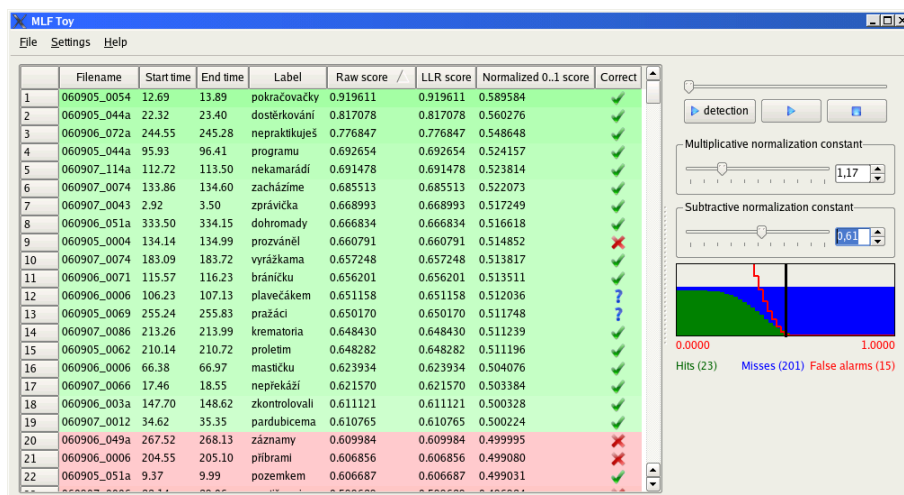 MLF Toy
File Settings Help
Filename Start time End time Label Raw score LLR score Normalized 0..1 score Correct
1 060905_0054 12.69 13.89 pokračovačky 0.919611 0.919611 0.589584
2 060905_044a 22.32 23.40 dostěrkování 0.817078 0.817078 0.560276
3 060906_072a 244.55 245.28 nepraktikuješ 0.776847 0.776847 0.548648
4 060905_044a 95.93 96.41 programu 0.692654 0.692654 0.524157
5 060907_114a 112.72 113.50 nekamarádí 0.691478 0.691478 0.523814
6 060907_0074 133.86 134.60 zacházíme 0.685513 0.685513 0.522073
7 060907_0043 2.92 3.50 zprávička 0.668993 0.668993 0.517249
8 060906_051a 333.50 334.15 dohromady 0.666834 0.666834 0.516618
9 060905_0004 134.14 134.99 prozváněl 0.660791 0.660791 0.514852
10 060907_0074 183.09 183.72 vyrážkama 0.657248 0.657248 0.513817
11 060906_0071 115.57 116.23 bráníčku 0.656201 0.656201 0.513511
12 060906_0006 106.23 107.13 plavečákem 0.651158 0.651158 0.512036
13 060905_0069 255.24 255.83 pražáci 0.650170 0.650170 0.511748
14 060907_0086 213.26 213.99 krematoria 0.648430 0.648430 0.511239
15 060905_0062 210.14 210.72 proletim 0.648282 0.648282 0.511196
16 060906_0006 66.38 66.97 mastičku 0.623934 0.623934 0.504076
17 060907_0066 17.46 18.55 nepřekáží 0.621570 0.621570 0.503384
18 060906_003a 147.70 148.62 zkontrolovali 0.611121 0.611121 0.500328
19 060907_0012 34.62 35.35 pardubicema 0.610765 0.610765 0.500224
20 060906_049a 267.52 268.13 záznamy 0.609984 0.609984 0.499995
21 060906_0006 204.55 205.10 příbrami 0.606856 0.606856 0.499080
22 060905_051a 9.37 9.99 pozemkem 0.606687 0.606687 0.499031
detection
Multiplicative normalization constant
1,17
Subtractive normalization constant
0,61
0.0000 1.0000
Hits (23) Misses (201) False alarms (15)